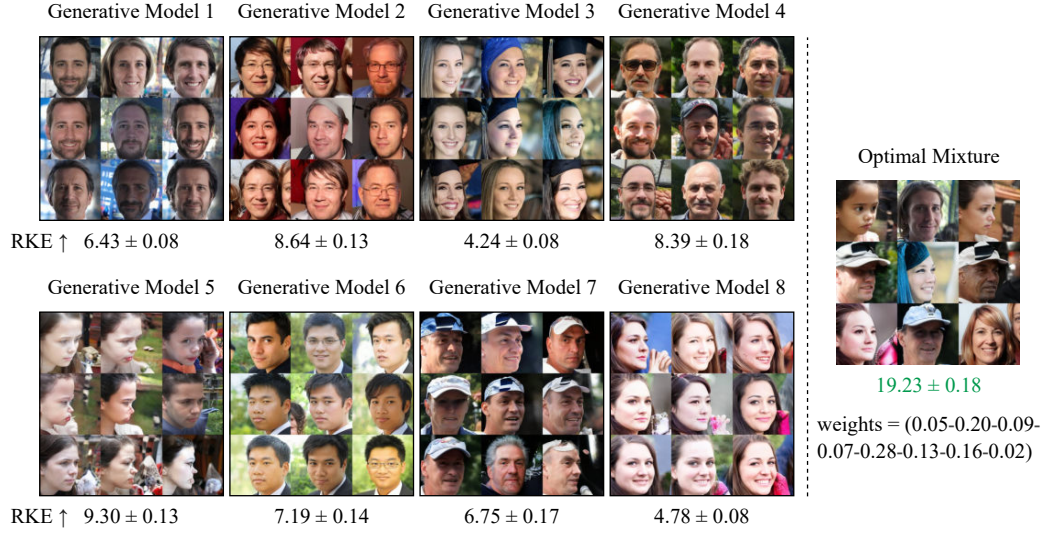 Generative Model 1 Generative Model 2 Generative Model 3 Generative Model 4
RKE ↑ 6.43 ± 0.08 8.64 ± 0.13 4.24 ± 0.08 8.39 ± 0.18
Generative Model 5 Generative Model 6 Generative Model 7 Generative Model 8
RKE ↑ 9.30 ± 0.13 7.19 ± 0.14 6.75 ± 0.17 4.78 ± 0.08
Optimal Mixture
19.23 ± 0.18
weights = (0.05-0.20-0.09-
0.07-0.28-0.13-0.16-0.02)